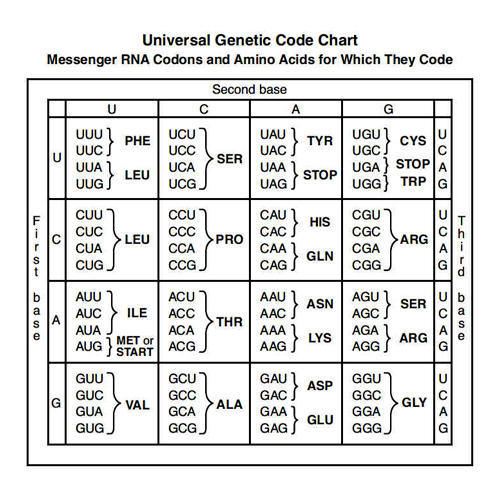 Universal Genetic Code Chart
Messenger RNA Codons and Amino Acids for Which They Code
Second base
U C A G
UUU UCU UAU UGU U
UUC PHE UCC UAC TYR UGC CYS C
U UUA UCA SER UAA UGA STOP A
UUG LEU UCG UAG STOP UGG TRP G
CUU CCU CAU CGU U
CUC CCC CAC HIS CGC C
C CUA LEU CCA PRO CAA CGA ARG A
CUG CCG CAG GLN CGG G
First base
Third base
AUU ACU AAU AGU U
AUC ILE ACC AAC ASN AGC SER C
A AUA ACA THR AAA AGA A
AUG MET or START ACG AAG LYS AGG ARG G
GUU GCU GAU GGU U
GUC GCC GAC ASP GGC C
G GUA VAL GCA ALA GAA GGA GLY A
GUG GCG GAG GLU GGG G